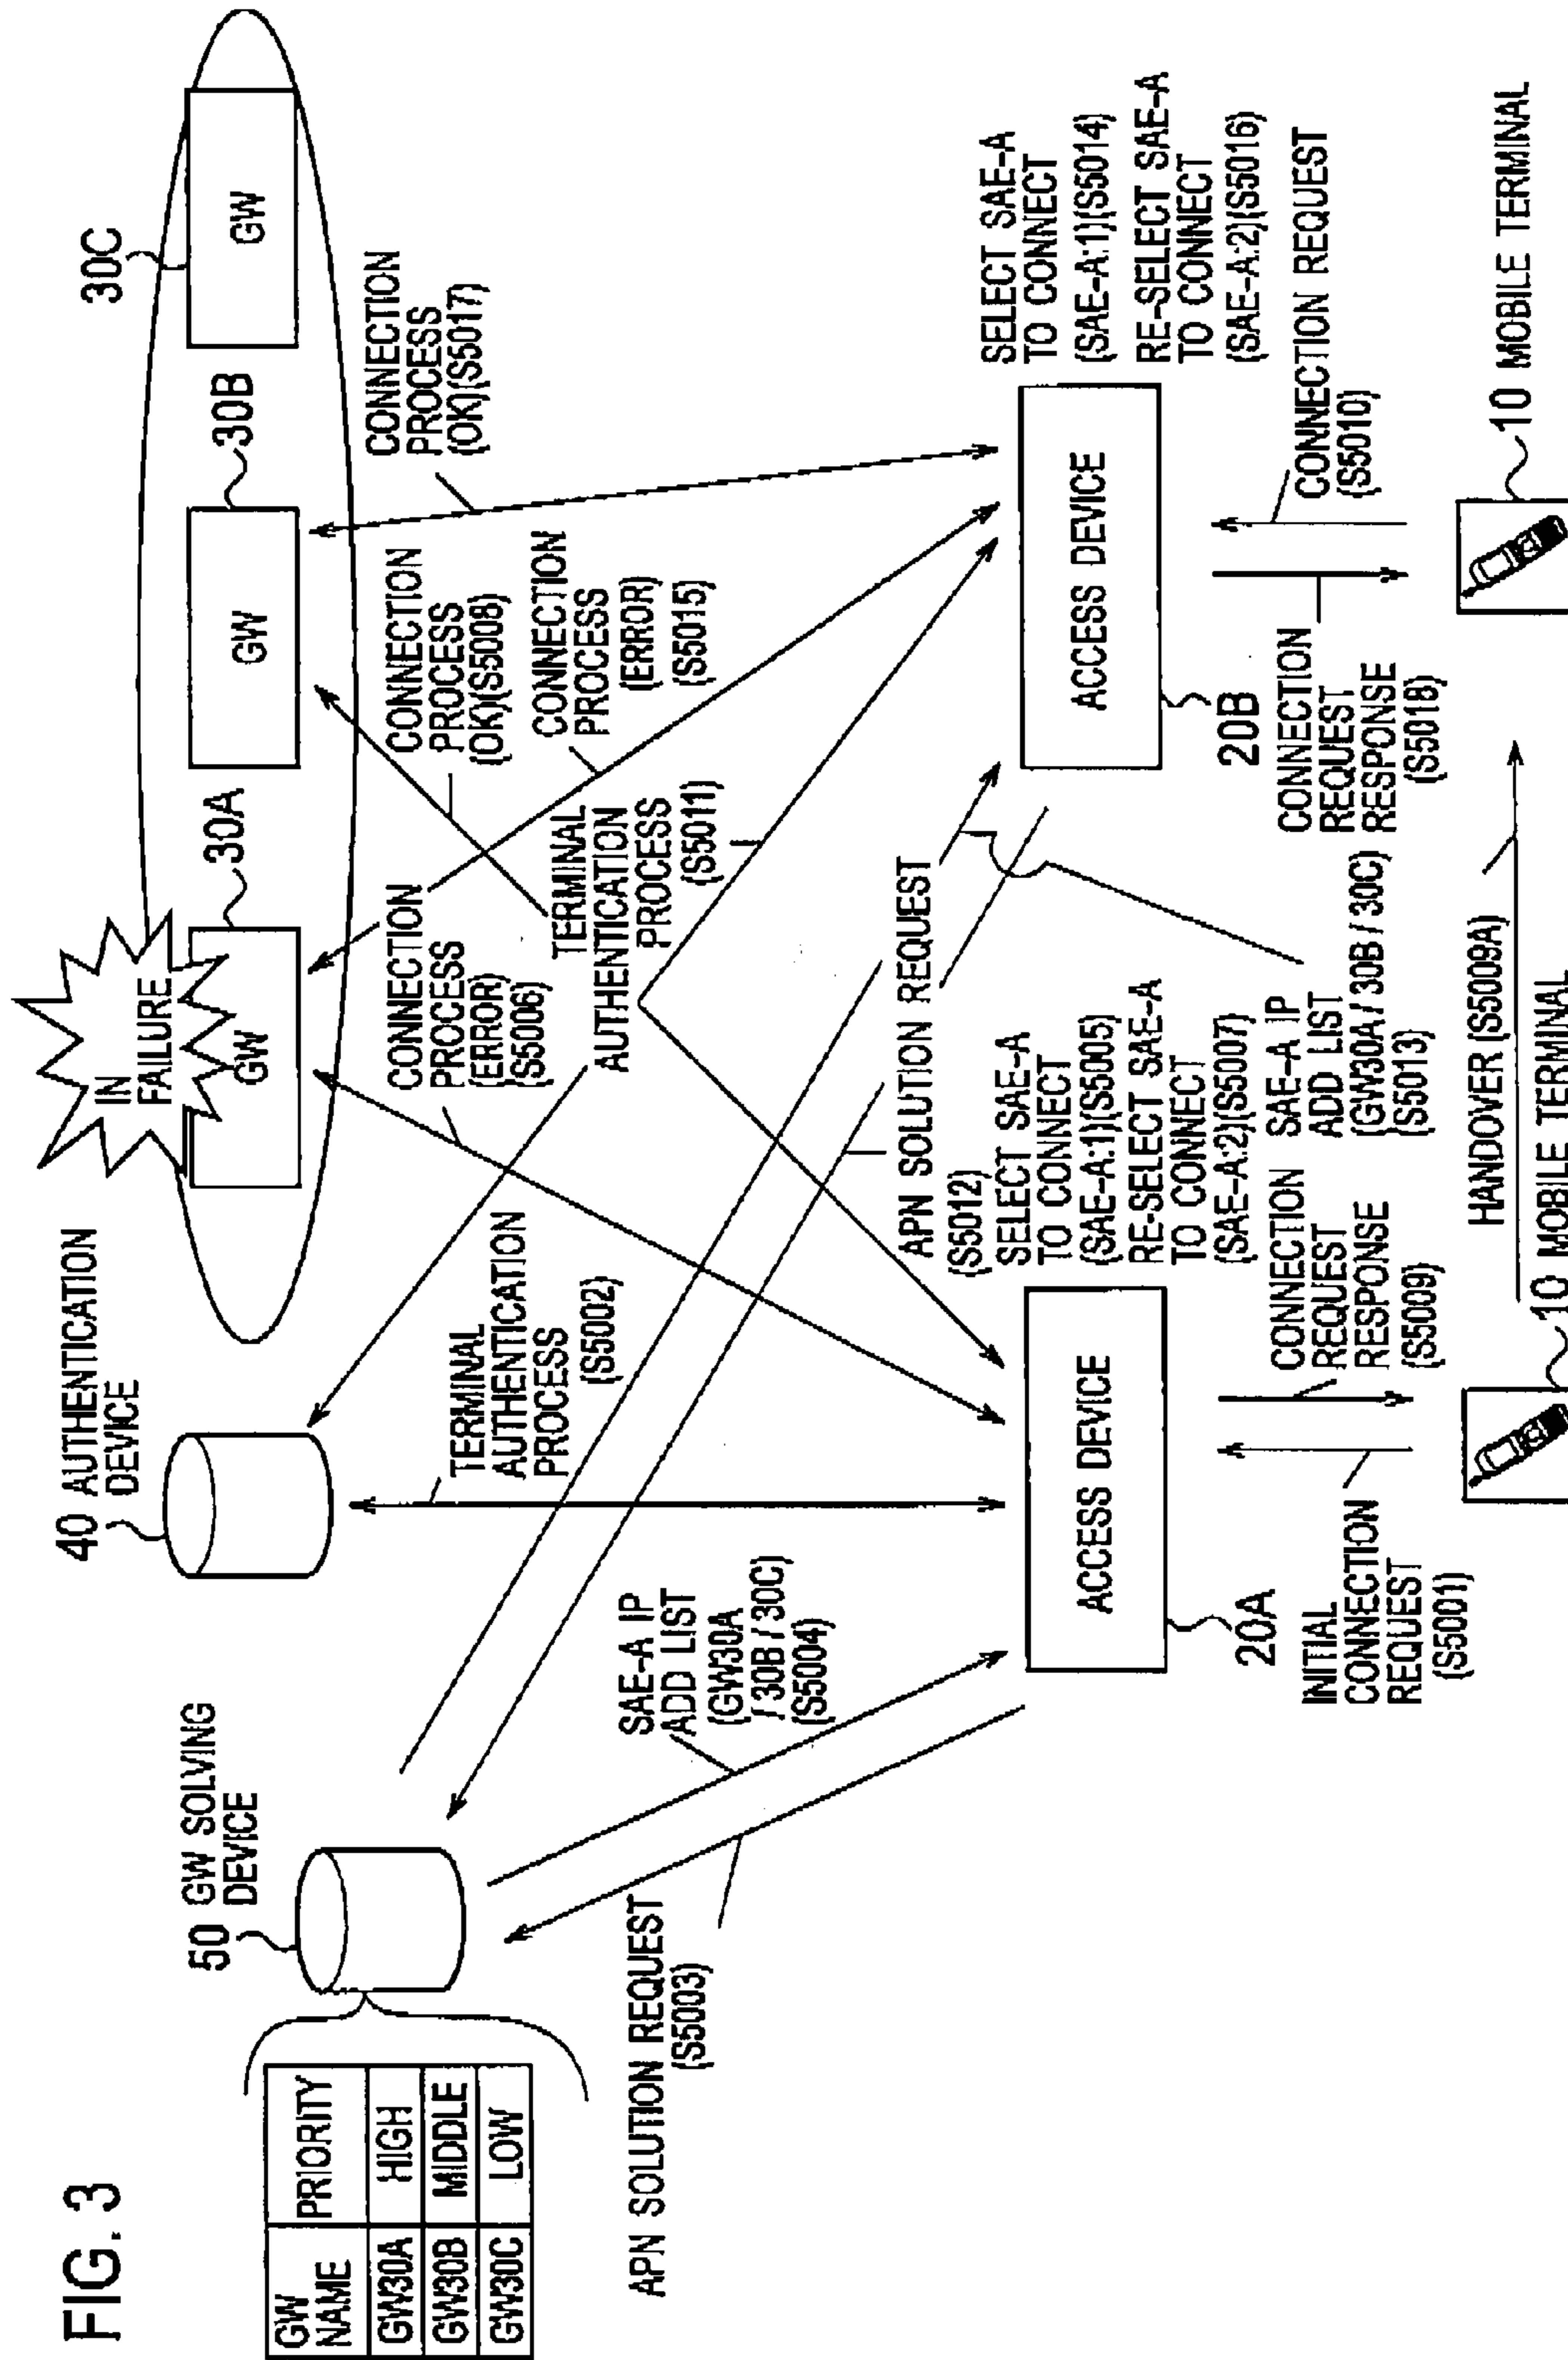 FIG. 3
GW NAME
PRIORITY
GW30A
HIGH
GW30B
MIDDLE
GW30C
LOW
50 GW SOLVING
DEVICE
40 AUTHENTICATION
DEVICE
IN
FAILURE
GW
30A
GW
30B
GW
30C
APN SOLUTION REQUEST
(S5003)
SAE-A IP
ADD LIST
(GW30A
/ 30B / 30C)
(S5004)
TERMINAL
AUTHENTICATION
PROCESS
(S5002)
CONNECTION
PROCESS
(ERROR)
(S5006)
TERMINAL
AUTHENTICATION
PROCESS
(S5011)
CONNECTION
PROCESS
(OK)(S5008)
CONNECTION
PROCESS
(ERROR)
(S5015)
CONNECTION
PROCESS
(OK)(S5017)
APN SOLUTION REQUEST
(S5012)
SELECT SAE-A
TO CONNECT
(SAE-A:1)(S5005)
RE-SELECT SAE-A
TO CONNECT
(SAE-A:2)(S5007)
SELECT SAE-A
TO CONNECT
(SAE-A:1)(S5014)
RE-SELECT SAE-A
TO CONNECT
(SAE-A:2)(S5016)
ACCESS DEVICE
20A
ACCESS DEVICE
20B
INITIAL
CONNECTION
REQUEST
(S5001)
CONNECTION
REQUEST
RESPONSE
(S5009)
SAE-A IP
ADD LIST
(GW30A / 30B / 30C)
(S5013)
CONNECTION
REQUEST
RESPONSE
(S5018)
CONNECTION REQUEST
(S5010)
HANDOVER (S5009A)
10 MOBILE TERMINAL
10 MOBILE TERMINAL